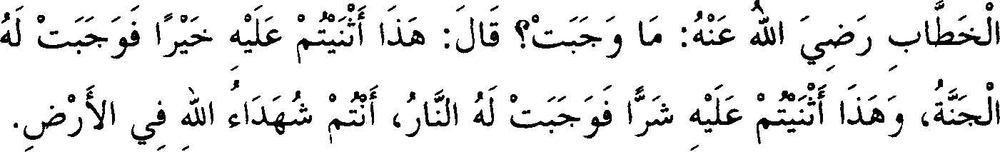 الْخَطَّابِ رَضِيَ اللهُ عَنْهُ: مَا وَجَبَتْ؟ قَالَ: هَذَا أَثْنَيْتُمْ عَلَيْهِ خَيْرًا فَوَجَبَتْ لَهُ
الْجَنَّةُ، وَهَذَا أَثْنَيْتُمْ عَلَيْهِ شَرًّا فَوَجَبَتْ لَهُ النَّارُ، أَنْتُمْ شُهَدَاءُ اللهِ فِي الأَرْضِ.